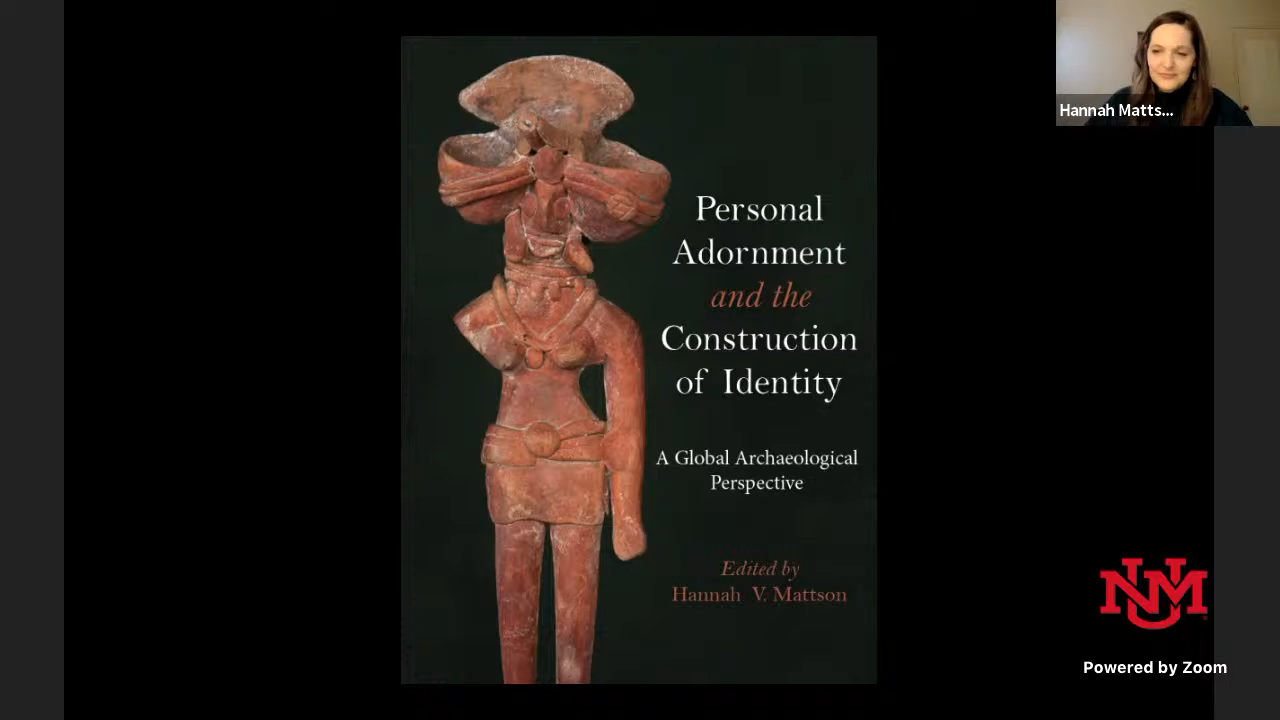 Hannah Matts...
Personal
Adornment
and the
Construction
of Identity
A Global Archaeological
Perspective
Edited by
Hannah V. Mattson
UNM
Powered by Zoom